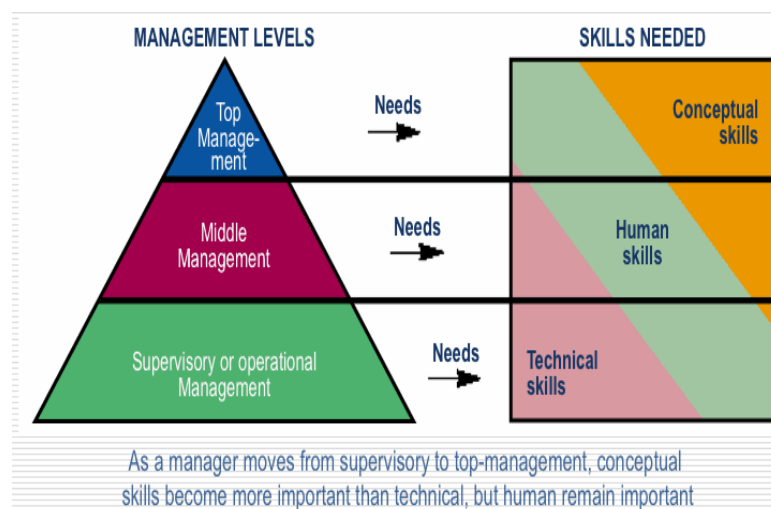 MANAGEMENT LEVELS
SKILLS NEEDED
Top
Manage-
ment
Needs
Conceptual
skills
Middle
Management
Needs
Human
skills
Supervisory or operational
Management
Needs
Technical
skills
As a manager moves from supervisory to top-management, conceptual
skills become more important than technical, but human remain important